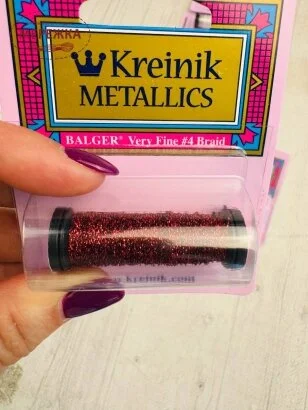 Kreinik
METALLICS
BALGER® Very Fine #4 Braid
www.kreinik.com